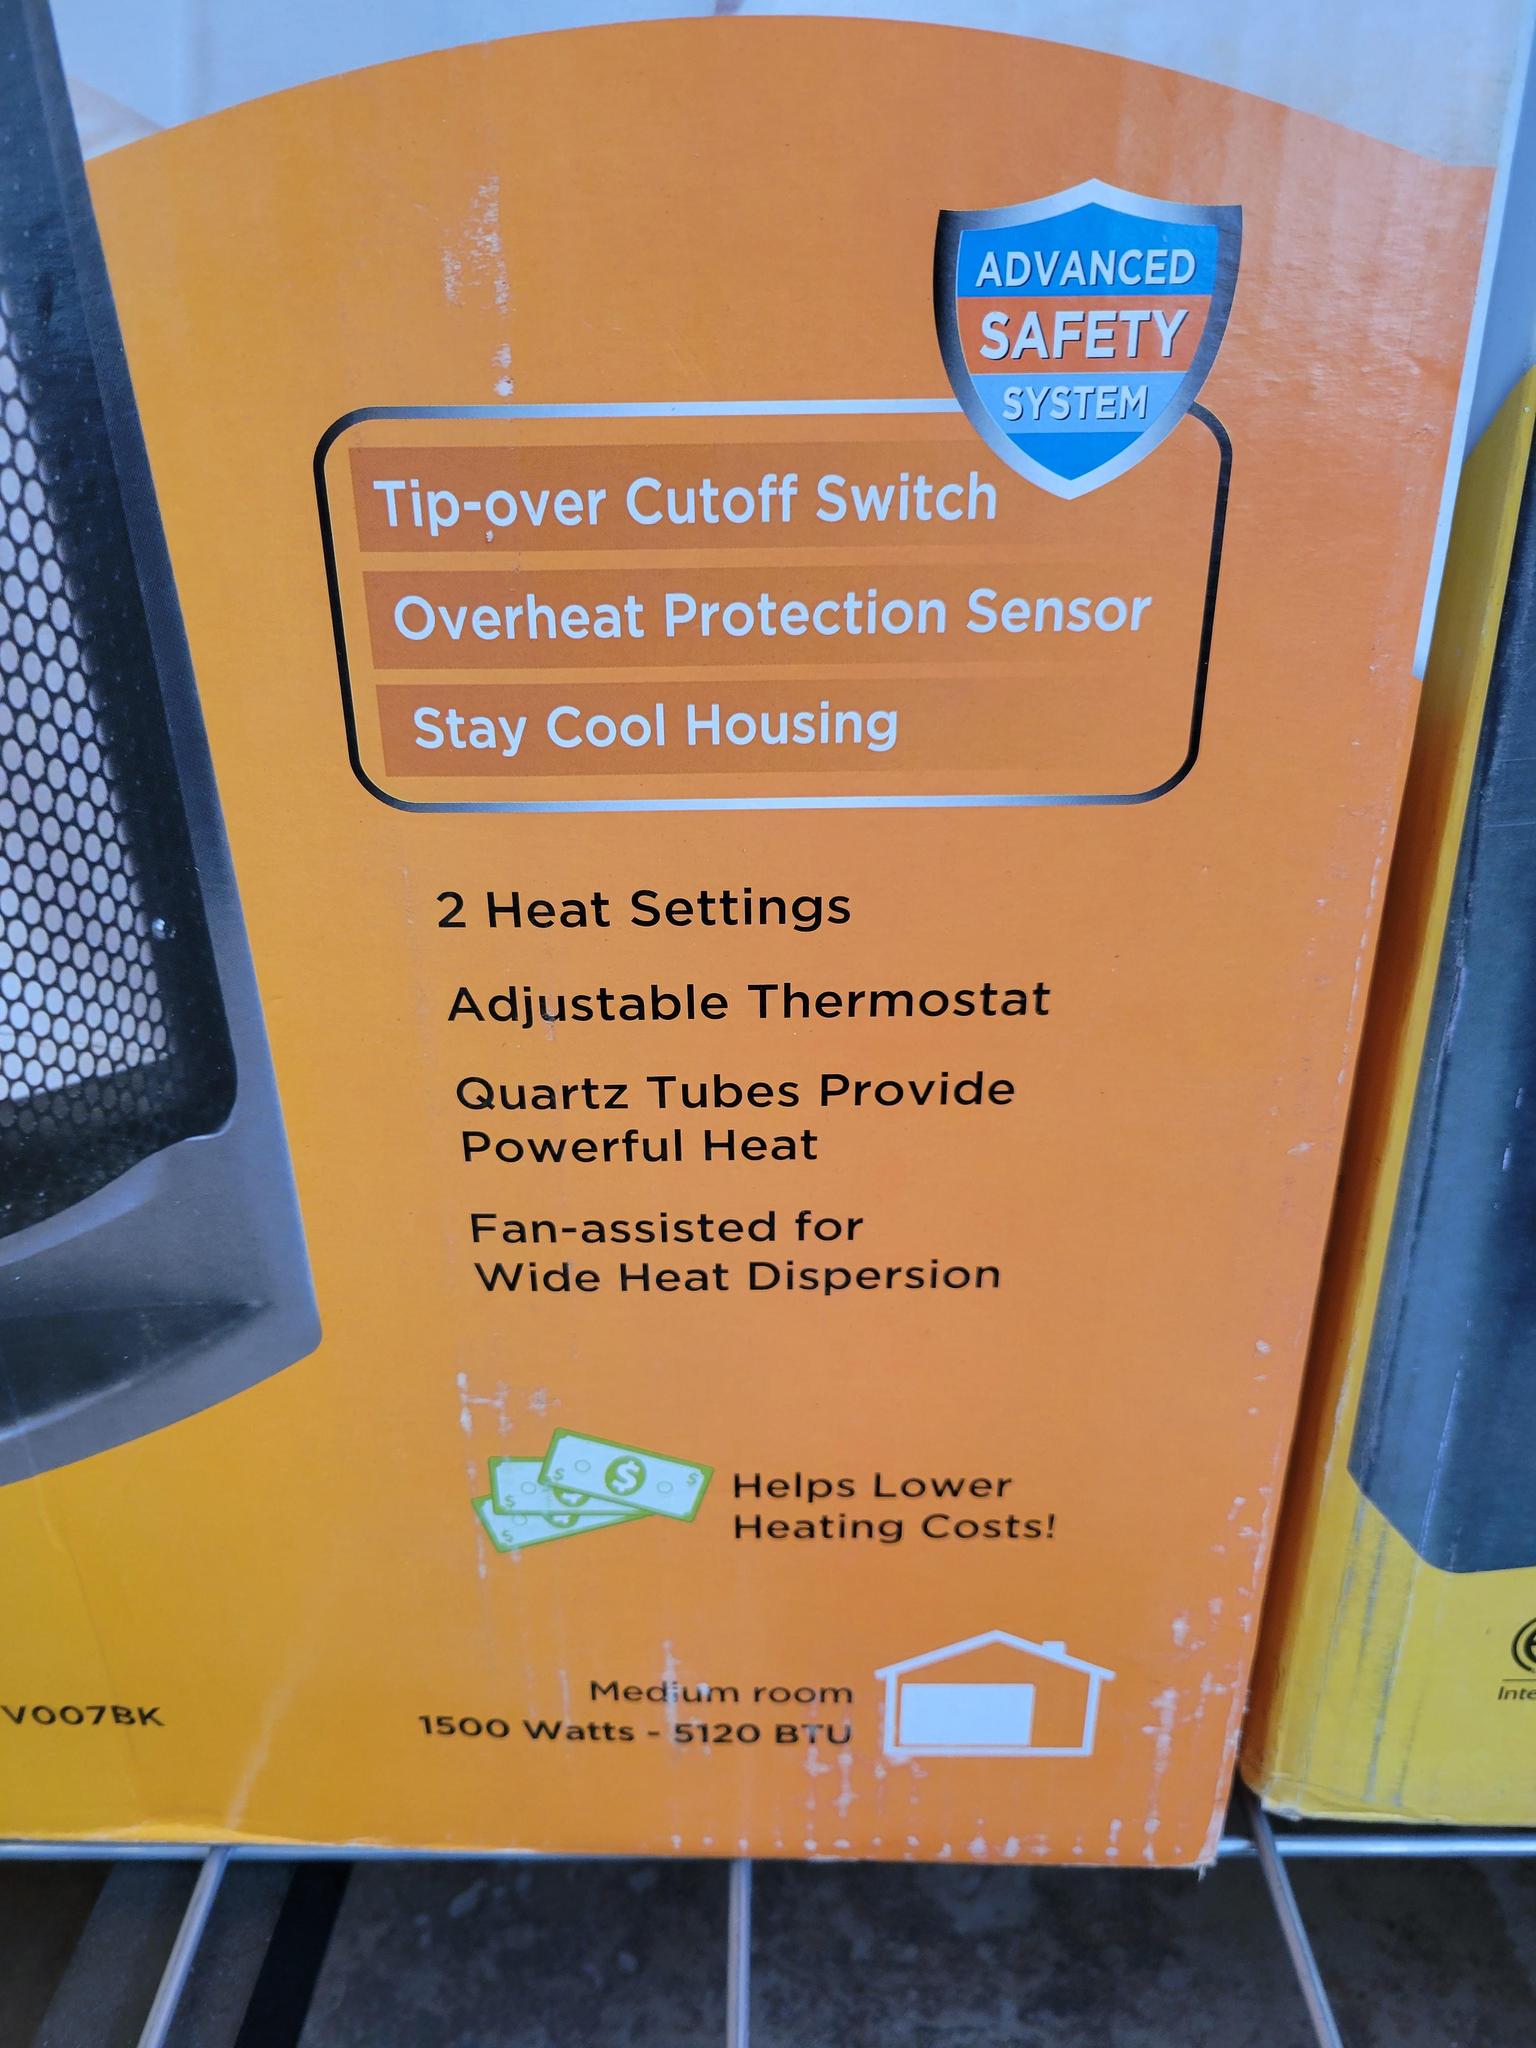 ADVANCED
SAFETY
SYSTEM
Tip-over Cutoff Switch
Overheat Protection Sensor
Stay Cool Housing
2 Heat Settings
Adjustable Thermostat
Quartz Tubes Provide
Powerful Heat
Fan-assisted for
Wide Heat Dispersion
Helps Lower
Heating Costs!
Medium room
1500 Watts - 5120 BTU
V007BK